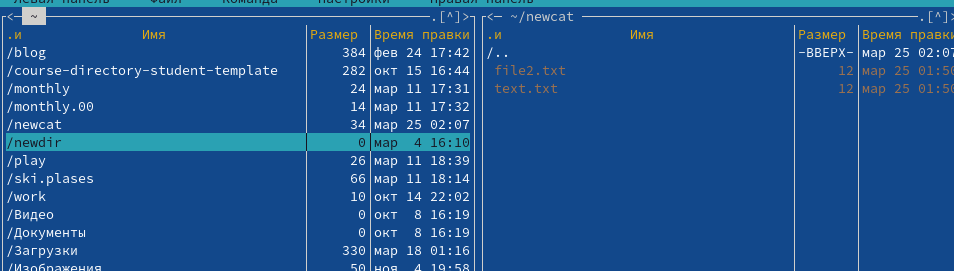 Левая панель Файл Команда Настройки Правая панель
<- ~ .[^]>
.и Имя Размер Время правки
/blog 384 фев 24 17:42
/course-directory-student-template 282 окт 15 16:44
/monthly 24 мар 11 17:31
/monthly.00 14 мар 11 17:32
/newcat 34 мар 25 02:07
/newdir 0 мар 4 16:10
/play 26 мар 11 18:39
/ski.plases 66 мар 11 18:14
/work 10 окт 14 22:02
/Видео 0 окт 8 16:19
/Документы 0 окт 8 16:19
/Загрузки 330 мар 18 01:16
/Изображения 50 ноя 4 19:58
<- ~/newcat .[^]>
.и Имя Размер Время правки
/.. -ВВЕРХ- мар 25 02:07
file2.txt 12 мар 25 01:50
text.txt 12 мар 25 01:50